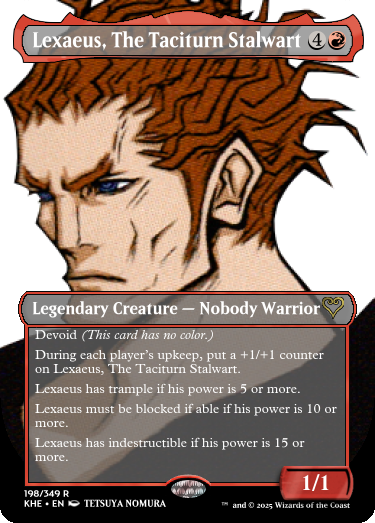 Lexaeus, The Taciturn Stalwart 4
Legendary Creature — Nobody Warrior
Devoid (This card has no color.)
During each player's upkeep, put a +1/+1 counter
on Lexaeus, The Taciturn Stalwart.
Lexaeus has trample if his power is 5 or more.
Lexaeus must be blocked if able if his power is 10 or
more.
Lexaeus has indestructible if his power is 15 or
more.
1/1
198/349 R
KHE • EN TETSUYA NOMURA
™ and © 2025 Wizards of the Coast